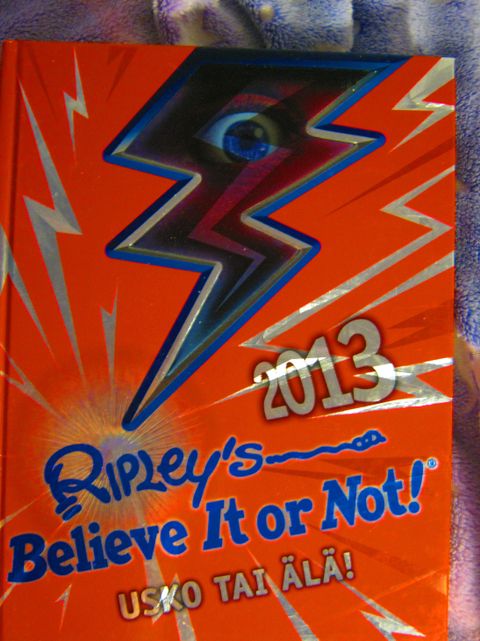 2013
RIPLEY'S
Believe It or Not!®
USKO TAI ÄLÄ!